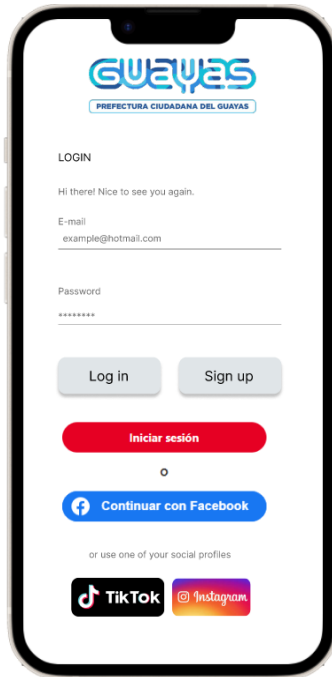 GUAYAS
PREFECTURA CIUDADANA DEL GUAYAS
LOGIN
Hi there! Nice to see you again.
E-mail
example@hotmail.com
Password
********
Log in Sign up
Iniciar sesión
o
Continuar con Facebook
or use one of your social profiles
TikTok Instagram